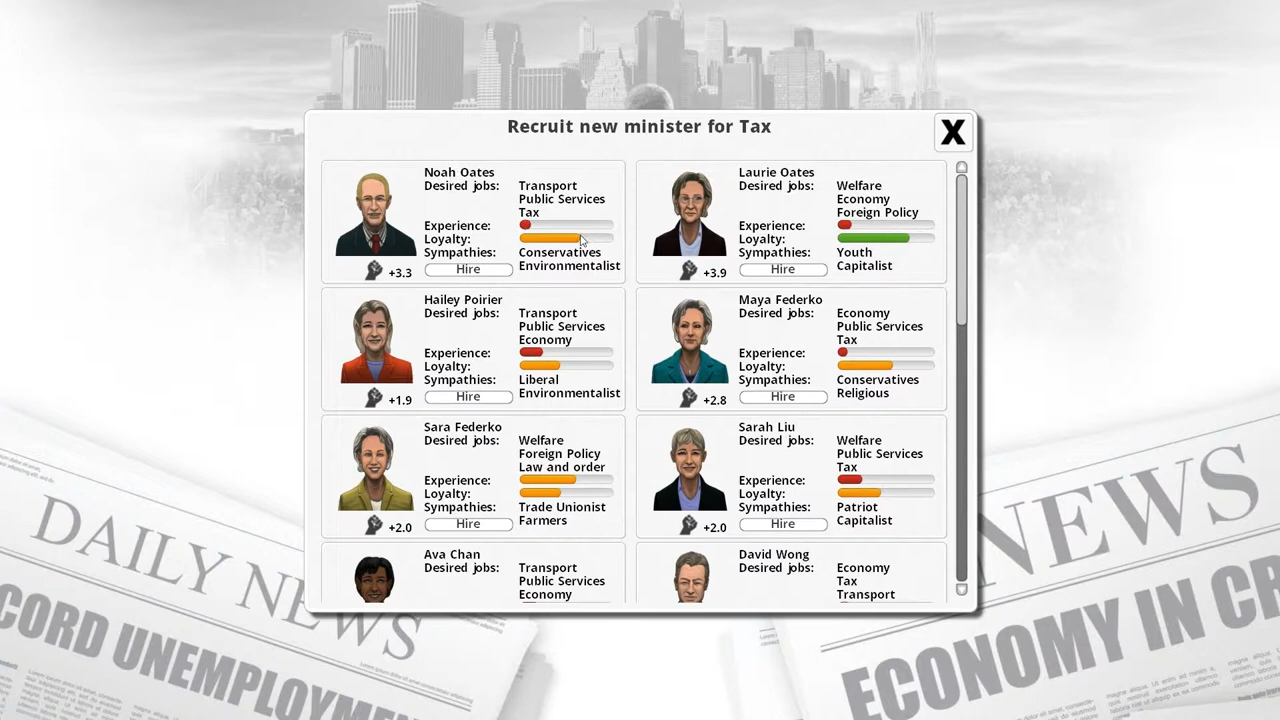 Recruit new minister for Tax
X
Noah Oates
Desired jobs: Transport
Public Services
Tax
Experience:
Loyalty:
Sympathies: Conservatives
Environmentalist
+3.3 Hire
Laurie Oates
Desired jobs: Welfare
Economy
Foreign Policy
Experience:
Loyalty:
Sympathies: Youth
Capitalist
+3.9 Hire
Hailey Poirier
Desired jobs: Transport
Public Services
Economy
Experience:
Loyalty:
Sympathies: Liberal
Environmentalist
+1.9 Hire
Maya Federko
Desired jobs: Economy
Public Services
Tax
Experience:
Loyalty:
Sympathies: Conservatives
Religious
+2.8 Hire
Sara Federko
Desired jobs: Welfare
Foreign Policy
Law and order
Experience:
Loyalty:
Sympathies: Trade Unionist
Farmers
+2.0 Hire
Sarah Liu
Desired jobs: Welfare
Public Services
Tax
Experience:
Loyalty:
Sympathies: Patriot
Capitalist
+2.0 Hire
Ava Chan
Desired jobs: Transport
Public Services
Economy
David Wong
Desired jobs: Economy
Tax
Transport
DAILY NEWS
CORD UNEMPLOYM
NEWS
ECONOMY IN CR